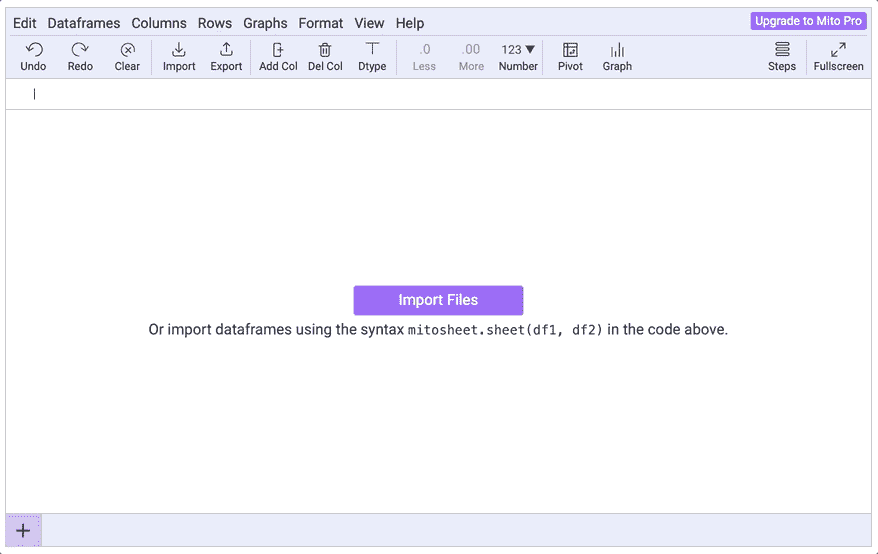 Edit Dataframes Columns Rows Graphs Format View Help Upgrade to Mito Pro
.0 .00 123 ▼
Undo Redo Clear Import Export Add Col Del Col Dtype Less More Number Pivot Graph Steps Fullscreen
Import Files
Or import dataframes using the syntax mitosheet.sheet(df1, df2) in the code above.
+